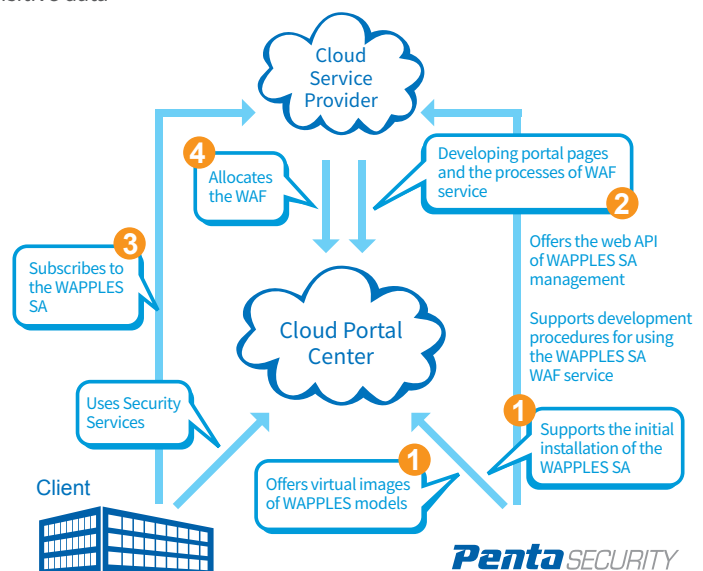 Cloud
Service
Provider
4
Allocates
the WAF
Developing portal pages
and the processes of WAF
service
2
3
Subscribes to
the WAPPLES
SA
Offers the web API
of WAPPLES SA
management
Supports development
procedures for using
the WAPPLES SA
WAF service
Cloud Portal
Center
Uses Security
Services
1
Supports the initial
installation of the
WAPPLES SA
1
Offers virtual images
of WAPPLES models
Client
Penta SECURITY